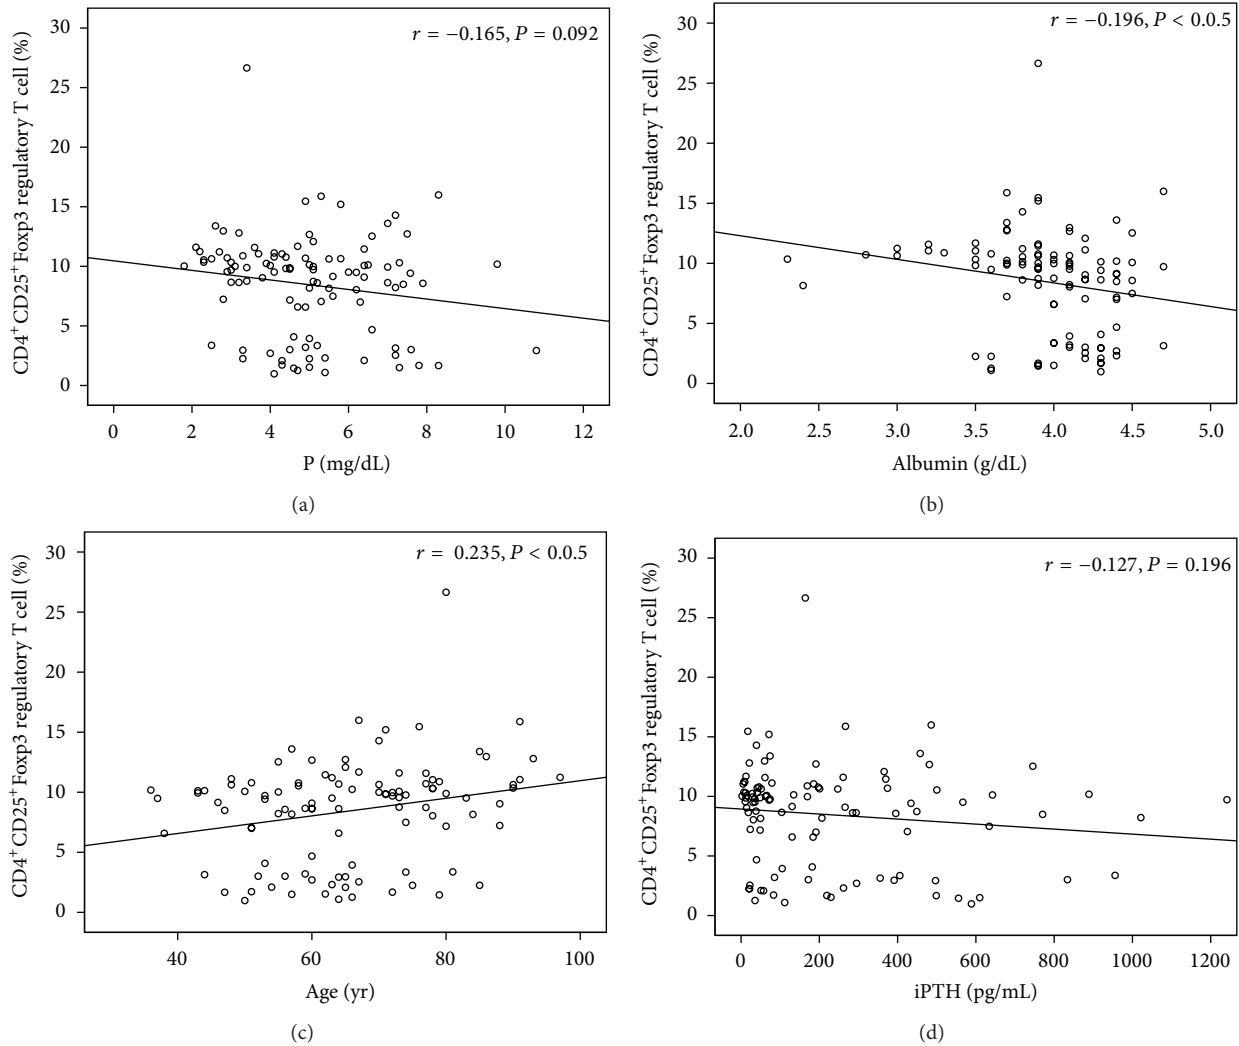 r = −0.165, P = 0.092
CD4+CD25+Foxp3 regulatory T cell (%)
30
25
20
15
10
5
0
0 2 4 6 8 10 12
P (mg/dL)
(a)
r = −0.196, P < 0.0.5
CD4+CD25+Foxp3 regulatory T cell (%)
30
25
20
15
10
5
0
2.0 2.5 3.0 3.5 4.0 4.5 5.0
Albumin (g/dL)
(b)
r = 0.235, P < 0.0.5
CD4+CD25+Foxp3 regulatory T cell (%)
30
25
20
15
10
5
0
40 60 80 100
Age (yr)
(c)
r = −0.127, P = 0.196
CD4+CD25+Foxp3 regulatory T cell (%)
30
25
20
15
10
5
0
0 200 400 600 800 1000 1200
iPTH (pg/mL)
(d)